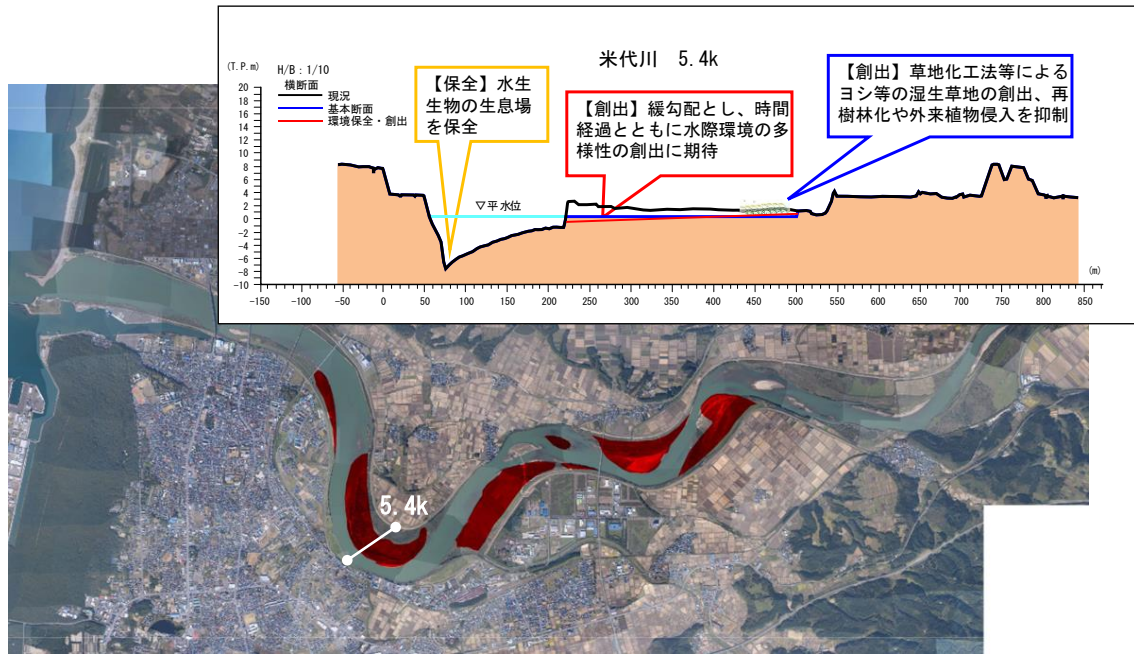 米代川 5.4k
(T.P.m)
H/B：1/10
横断面
現況
基本断面
環境保全・創出
【保全】水生
生物の生息場
を保全
【創出】緩勾配とし、時間
経過とともに水際環境の多
様性の創出に期待
【創出】草地化工法等による
ヨシ等の湿生草地の創出、再
樹林化や外来植物侵入を抑制
▽平水位
20
18
16
14
12
10
8
6
4
2
0
-2
-4
-6
-8
-10
-150 -100 -50 0 50 100 150 200 250 300 350 400 450 500 550 600 650 700 750 800 850
(m)
5.4k